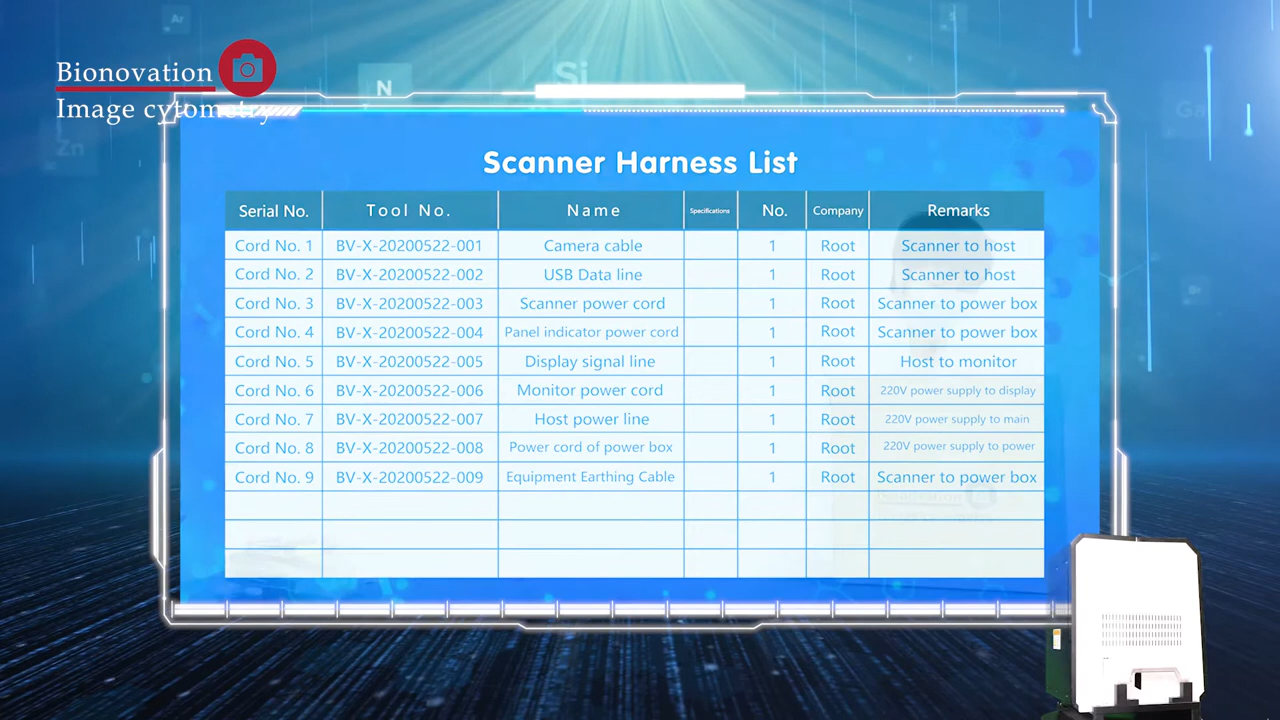 Bionovation
Image cytometry
Ar
N
Si
S
Ga
Zn
Br
Scanner Harness List
Serial No. Tool No. Name Specifications No. Company Remarks
Cord No. 1 BV-X-20200522-001 Camera cable 1 Root Scanner to host
Cord No. 2 BV-X-20200522-002 USB Data line 1 Root Scanner to host
Cord No. 3 BV-X-20200522-003 Scanner power cord 1 Root Scanner to power box
Cord No. 4 BV-X-20200522-004 Panel indicator power cord 1 Root Scanner to power box
Cord No. 5 BV-X-20200522-005 Display signal line 1 Root Host to monitor
Cord No. 6 BV-X-20200522-006 Monitor power cord 1 Root 220V power supply to display
Cord No. 7 BV-X-20200522-007 Host power line 1 Root 220V power supply to main
Cord No. 8 BV-X-20200522-008 Power cord of power box 1 Root 220V power supply to power
Cord No. 9 BV-X-20200522-009 Equipment Earthing Cable 1 Root Scanner to power box